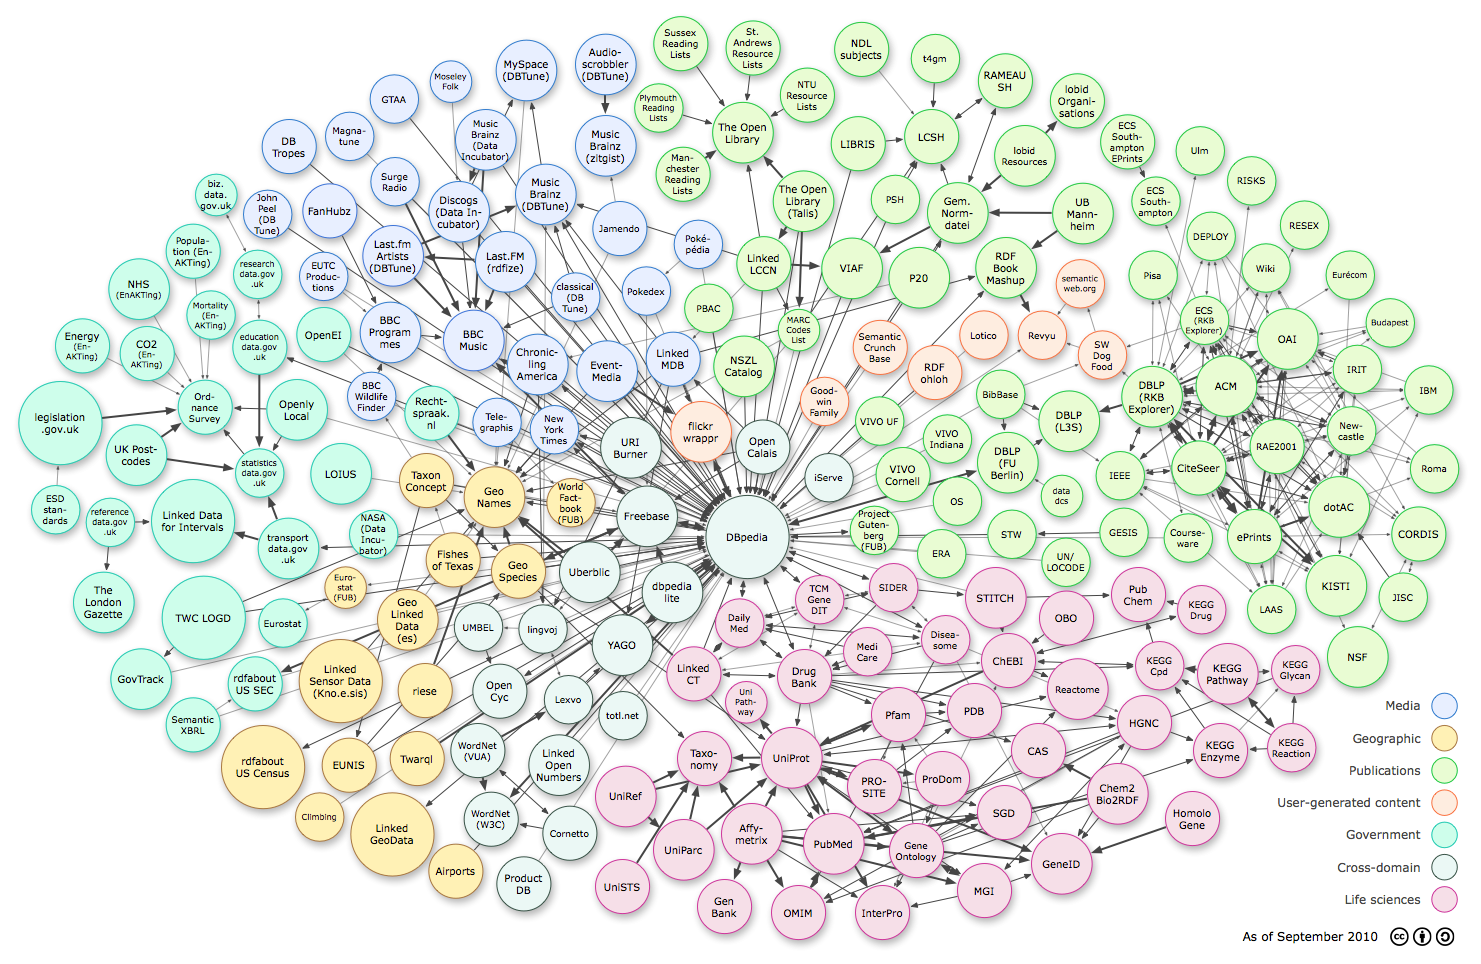 Sussex
Reading
Lists
St.
Andrews
Resource
Lists
NDL
subjects
t4gm
RAMEAU
SH
lobid
Organi-
sations
MySpace
(DBTune)
Audio-
scrobbler
(DBTune)
Moseley
Folk
GTAA
Plymouth
Reading
Lists
NTU
Resource
Lists
The Open
Library
LIBRIS
LCSH
lobid
Resources
ECS
South-
ampton
EPrints
Ulm
DB
Tropes
Magna-
tune
Music
Brainz
(Data
Incubator)
Music
Brainz
(zitgist)
Man-
chester
Reading
Lists
The Open
Library
(Talis)
PSH
Gem.
Norm-
datei
UB
Mann-
heim
ECS
South-
ampton
RISKS
biz.
data.
gov.uk
John
Peel
(DB
Tune)
FanHubz
Surge
Radio
Discogs
(Data In-
cubator)
Music
Brainz
(DBTune)
Jamendo
Poké-
pédia
Linked
LCCN
VIAF
P20
RDF
Book
Mashup
semantic
web.org
DEPLOY
RESEX
Popula-
tion (En-
AKTing)
research
data.gov
.uk
EUTC
Produc-
tions
Last.fm
Artists
(DBTune)
Last.FM
(rdfize)
classical
(DB
Tune)
Pokedex
PBAC
MARC
Codes
List
Semantic
Crunch
Base
Lotico
Revyu
SW
Dog
Food
Pisa
Wiki
Eurécom
NHS
(EnAKTing)
Mortality
(En-
AKTing)
Energy
(En-
AKTing)
CO2
(En-
AKTing)
education
data.gov
.uk
OpenEI
BBC
Program
mes
BBC
Music
Chronic-
ling
America
Event-
Media
Linked
MDB
NSZL
Catalog
RDF
ohloh
ECS
(RKB
Explorer)
OAI
Budapest
legislation
.gov.uk
Ord-
nance
Survey
Openly
Local
BBC
Wildlife
Finder
Recht-
spraak.
nl
Tele-
graphis
New
York
Times
URI
Burner
flickr
wrappr
Open
Calais
Good-
win
Family
VIVO UF
VIVO
Indiana
BibBase
DBLP
(L3S)
DBLP
(RKB
Explorer)
ACM
IRIT
IBM
UK Post-
codes
statistics
data.gov
.uk
LOIUS
Taxon
Concept
Geo
Names
World
Fact-
book
(FUB)
Freebase
iServe
VIVO
Cornell
DBLP
(FU
Berlin)
data
dcs
IEEE
CiteSeer
RAE2001
New-
castle
Roma
ESD
stan-
dards
reference
data.gov
.uk
Linked Data
for Intervals
transport
data.gov
.uk
NASA
(Data
Incu-
bator)
Fishes
of Texas
Geo
Species
Uberblic
DBpedia
Project
Guten-
berg
(FUB)
OS
ERA
STW
UN/
LOCODE
GESIS
Course-
ware
ePrints
dotAC
CORDIS
The
London
Gazette
TWC LOGD
Eurostat
Euro-
stat
(FUB)
Geo
Linked
Data
(es)
UMBEL
lingvoj
dbpedia
lite
YAGO
Daily
Med
TCM
Gene
DIT
SIDER
STITCH
OBO
Pub
Chem
KEGG
Drug
LAAS
KISTI
JISC
NSF
GovTrack
rdfabout
US SEC
Semantic
XBRL
Linked
Sensor Data
(Kno.e.sis)
riese
Open
Cyc
Lexvo
totl.net
Linked
CT
Uni
Path-
way
Drug
Bank
Medi
Care
Disea-
some
ChEBI
Reactome
KEGG
Cpd
KEGG
Pathway
KEGG
Glycan
rdfabout
US Census
EUNIS
Twarql
WordNet
(VUA)
Linked
Open
Numbers
Taxo-
nomy
UniProt
Pfam
PDB
CAS
HGNC
KEGG
Enzyme
KEGG
Reaction
Climbing
Linked
GeoData
WordNet
(W3C)
Cornetto
UniRef
UniParc
Affy-
metrix
PubMed
PRO-
SITE
ProDom
Gene
Ontology
SGD
Chem2
Bio2RDF
Homolo
Gene
Airports
Product
DB
UniSTS
Gen
Bank
OMIM
InterPro
MGI
GeneID
Media
Geographic
Publications
User-generated content
Government
Cross-domain
Life sciences
As of September 2010
cc